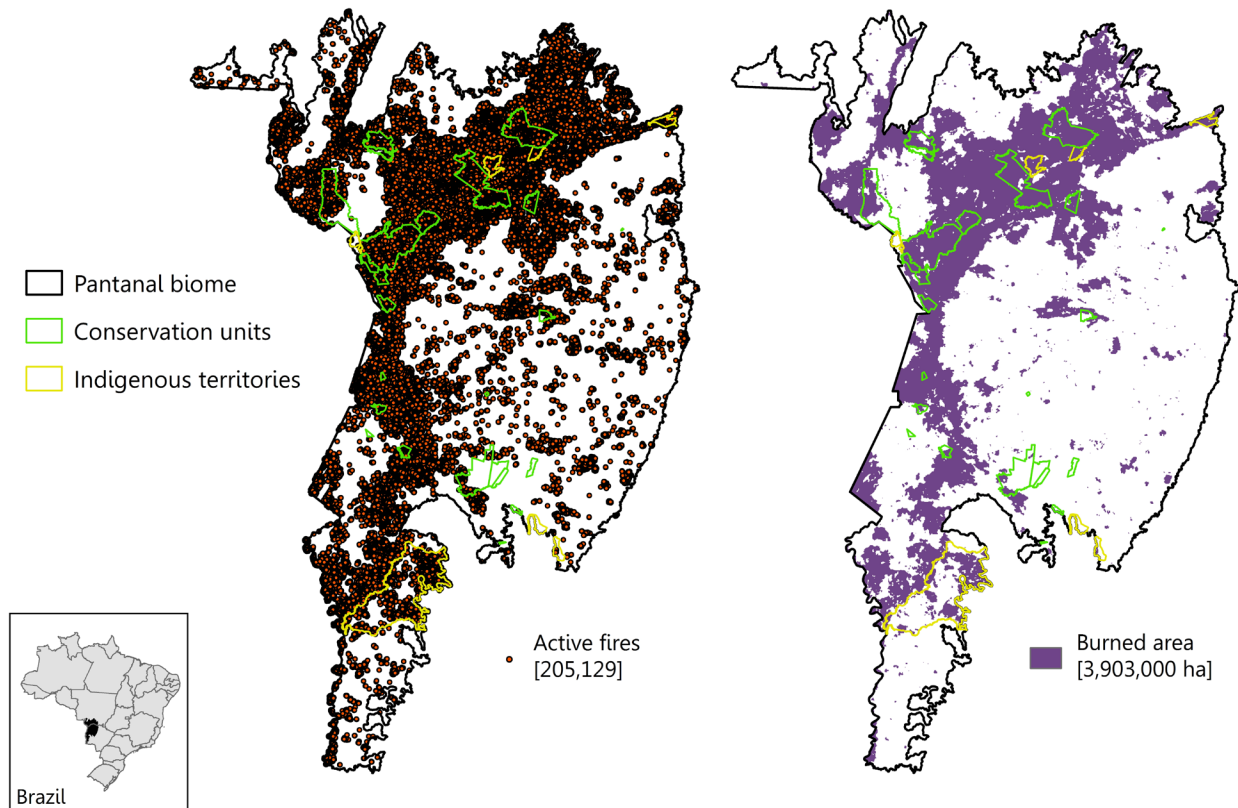 Pantanal biome
Conservation units
Indigenous territories
Active fires
[205,129]
Burned area
[3,903,000 ha]
Brazil